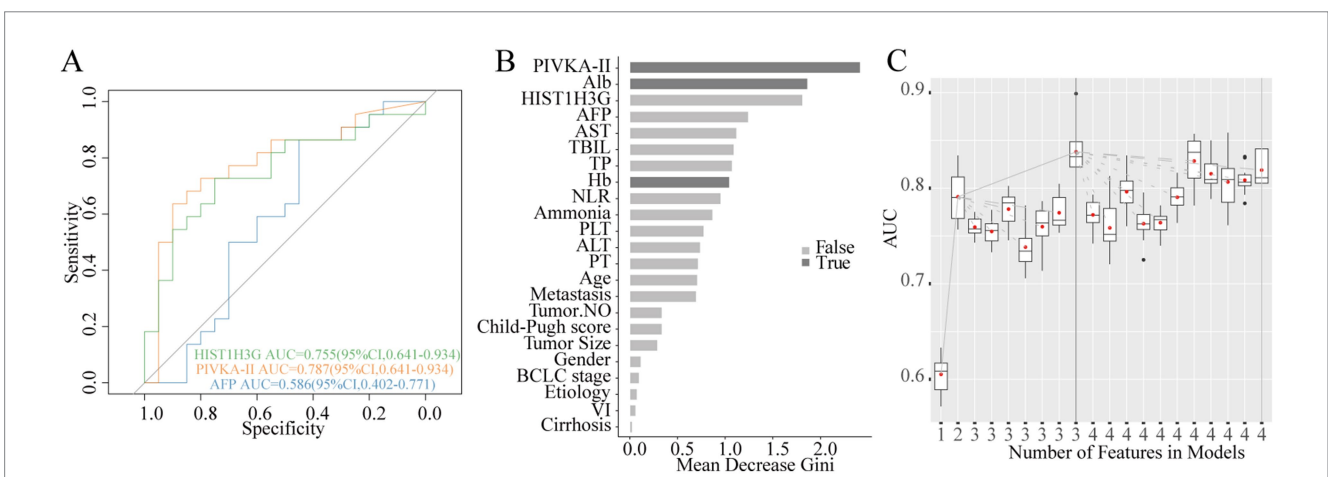 A
1.0
0.8
0.6
0.4
0.2
0.0
Sensitivity
HIST1H3G AUC=0.755(95%CI,0.641-0.934)
PIVKA-II AUC=0.787(95%CI,0.641-0.934)
AFP AUC=0.586(95%CI,0.402-0.771)
1.0 0.8 0.6 0.4 0.2 0.0
Specificity
B
PIVKA-II
Alb
HIST1H3G
AFP
AST
TBIL
TP
Hb
NLR
Ammonia
PLT
ALT
PT
Age
Metastasis
Tumor.NO
Child-Pugh score
Tumor Size
Gender
BCLC stage
Etiology
VI
Cirrhosis
False
True
0.0 0.5 1.0 1.5 2.0
Mean Decrease Gini
C
0.9
0.8
0.7
0.6
AUC
1 2 3 3 3 3 3 3 3 4 4 4 4 4 4 4 4 4 4 4
Number of Features in Models